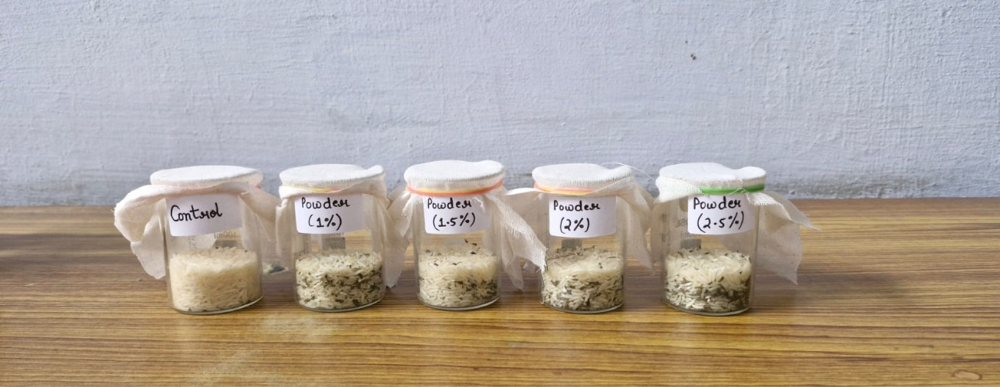 Control
Powder
(1%)
Powder
(1.5%)
Powder
(2%)
Powder
(2.5%)